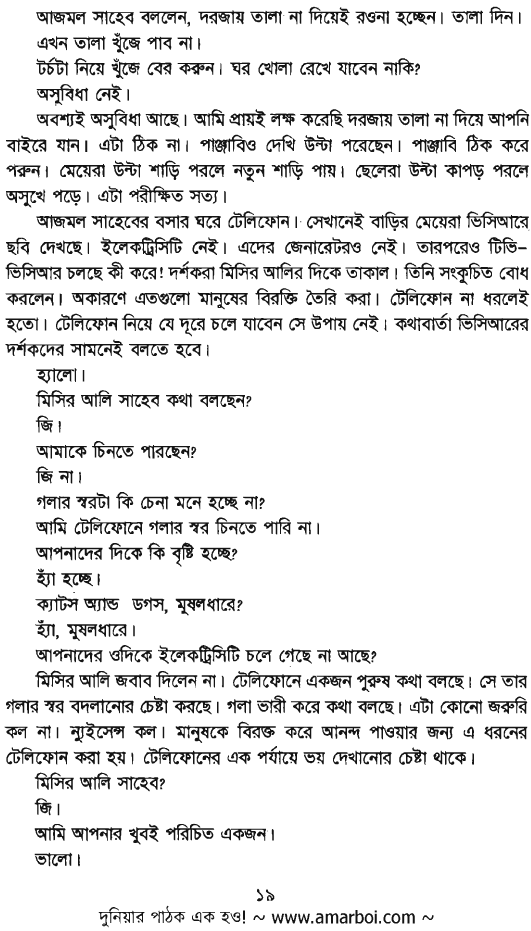 আজমল সাহেব বললেন, দরজায় তালা না দিয়েই রওনা হচ্ছেন। তালা দিন।
এখন তালা খুঁজে পাব না।
টর্চটা নিয়ে খুঁজে বের করুন। ঘর খোলা রেখে যাবেন নাকি?
অসুবিধা নেই।
অবশ্যই অসুবিধা আছে। আমি প্রায়ই লক্ষ করেছি দরজায় তালা না দিয়ে আপনি
বাইরে যান। এটা ঠিক না। পাঞ্জাবিও দেখি উল্টা পরেছেন। পাঞ্জাবি ঠিক করে
পরুন। মেয়েরা উল্টা শাড়ি পরলে নতুন শাড়ি পায়। ছেলেরা উল্টা কাপড় পরলে
অসুখে পড়ে। এটা পরীক্ষিত সত্য।
আজমল সাহেবের বসার ঘরে টেলিফোন। সেখানেই বাড়ির মেয়েরা ভিসিআরে
ছবি দেখছে। ইলেকট্রিসিটি নেই। এদের জেনারেটরও নেই। তারপরেও টিভি–
ভিসিআর চলছে কী করে! দর্শকরা মিসির আলির দিকে তাকাল। তিনি সংকুচিত বোধ
করলেন। অকারণে এতগুলো মানুষের বিরক্তি তৈরি করা। টেলিফোন না ধরলেই
হতো। টেলিফোন নিয়ে যে দূরে চলে যাবেন সে উপায় নেই। কথাবার্তা ভিসিআরের
দর্শকদের সামনেই বলতে হবে।
হ্যালো।
মিসির আলি সাহেব কথা বলছেন?
জি।
আমাকে চিনতে পারছেন?
জি না।
গলার স্বরটা কি চেনা মনে হচ্ছে না?
আমি টেলিফোনে গলার স্বর চিনতে পারি না।
আপনাদের দিকে কি বৃষ্টি হচ্ছে?
হ্যাঁ হচ্ছে।
ক্যাটস অ্যান্ড ডগস, মুষলধারে?
হ্যাঁ, মুষলধারে।
আপনাদের ওদিকে ইলেকট্রিসিটি চলে গেছে না আছে?
মিসির আলি জবাব দিলেন না। টেলিফোনে একজন পুরুষ কথা বলছে। সে তার
গলার স্বর বদলানোর চেষ্টা করছে। গলা ভারী করে কথা বলছে। এটা কোনো জরুরি
কল না। ন্যুইসেন্স কল। মানুষকে বিরক্ত করে আনন্দ পাওয়ার জন্য এ ধরনের
টেলিফোন করা হয়। টেলিফোনের এক পর্যায়ে ভয় দেখানোর চেষ্টা থাকে।
মিসির আলি সাহেব?
জি।
আমি আপনার খুবই পরিচিত একজন।
ভালো।
১৯
দুনিয়ার পাঠক এক হও! ~ www.amarboi.com ~